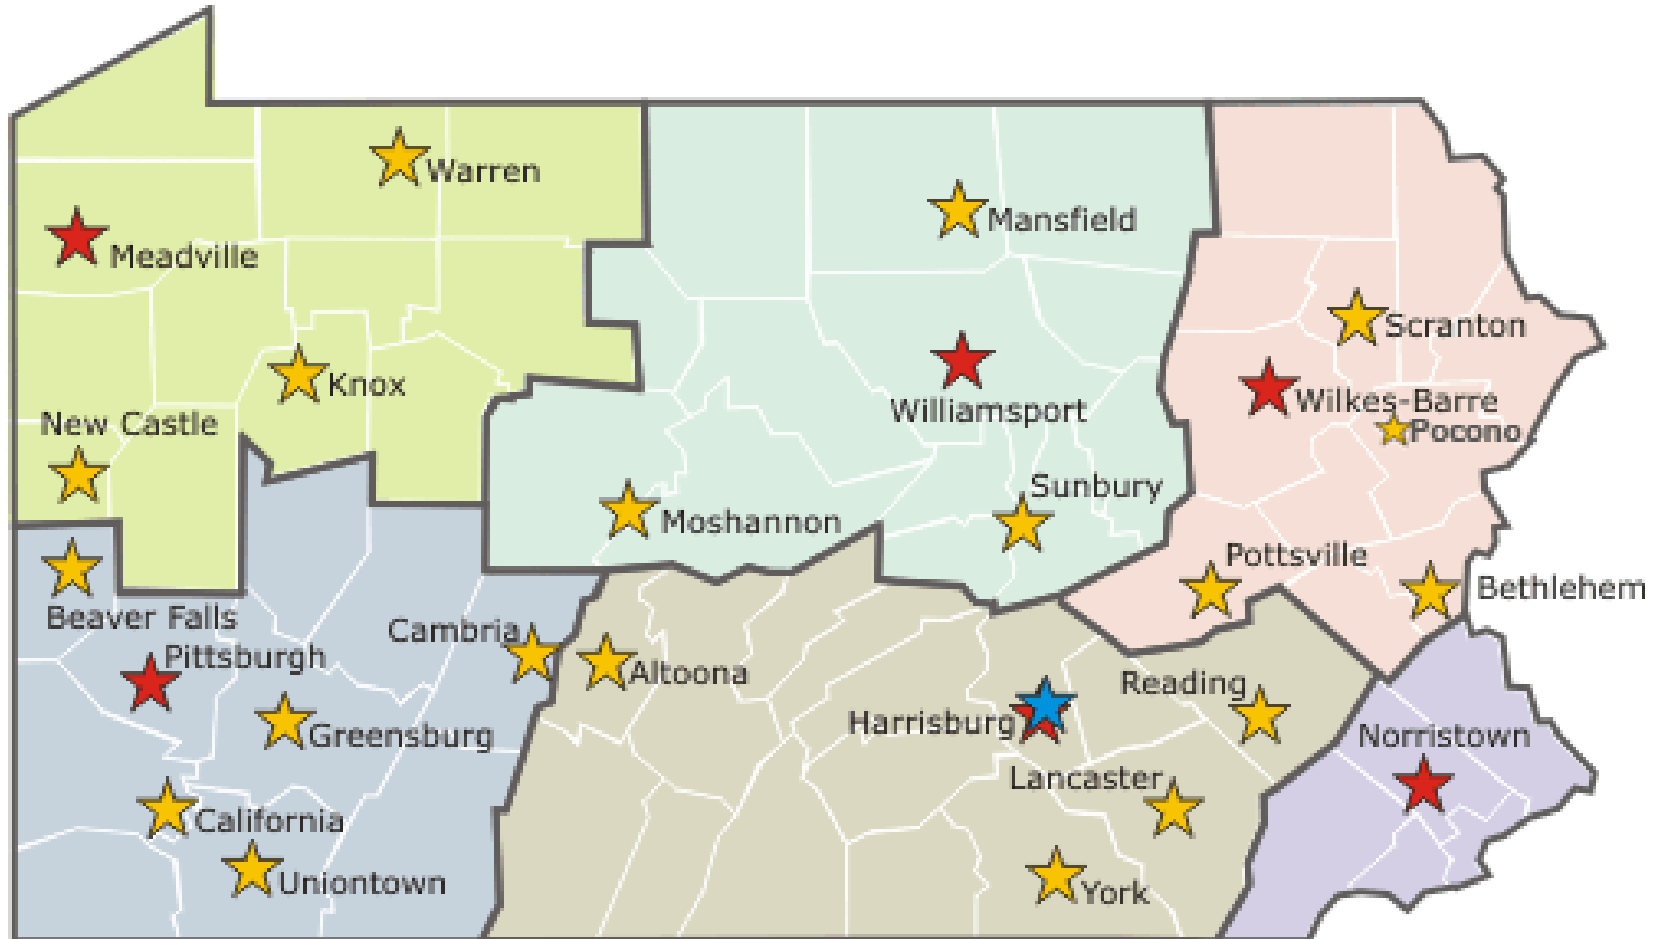 Warren
Mansfield
Meadville
Scranton
Knox
Wilkes-Barre
Williamsport
New Castle
Pocono
Sunbury
Moshannon
Pottsville
Bethlehem
Beaver Falls
Cambria
Pittsburgh
Altoona
Reading
Harrisburg
Greensburg
Norristown
Lancaster
California
Uniontown
York